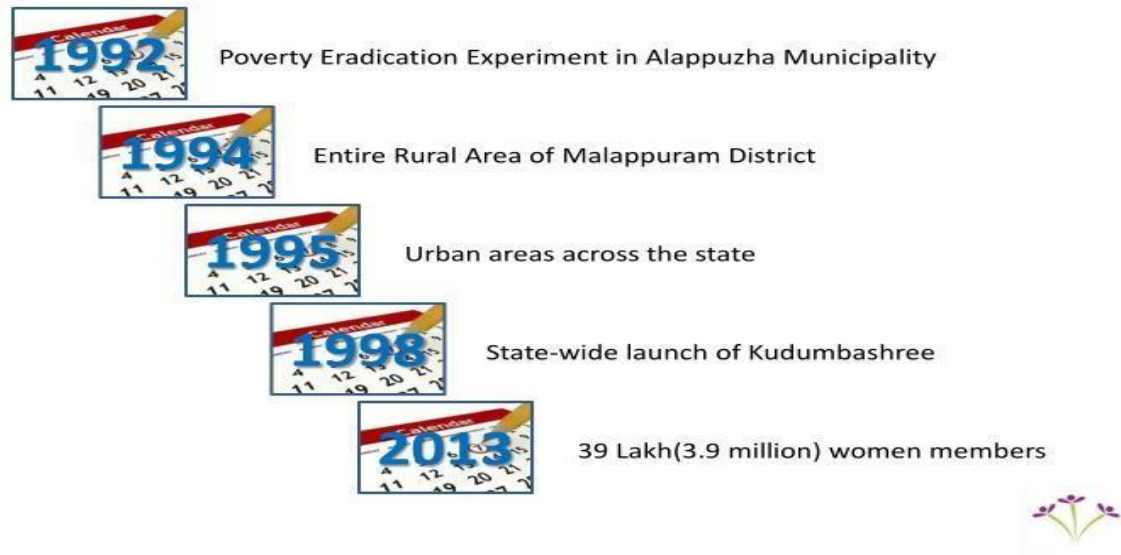 1992
Poverty Eradication Experiment in Alappuzha Municipality
1994
Entire Rural Area of Malappuram District
1995
Urban areas across the state
1998
State-wide launch of Kudumbashree
2013
39 Lakh(3.9 million) women members